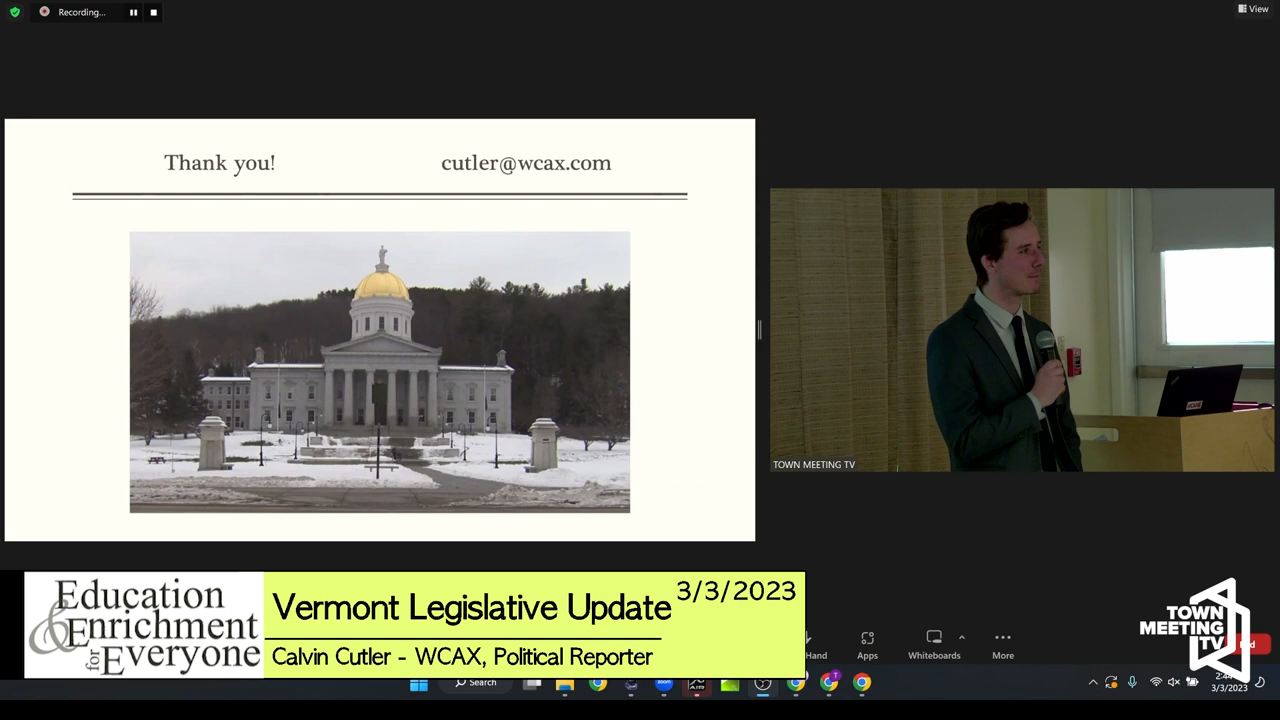 Recording...
View
Thank you!
cutler@wcax.com
TOWN MEETING TV
Education
& Enrichment
for Everyone
Vermont Legislative Update
3/3/2023
Calvin Cutler - WCAX, Political Reporter
Hand
Apps
Whiteboards
More
TOWN
MEETING
TV
Search
zoom
T
3/3/2023